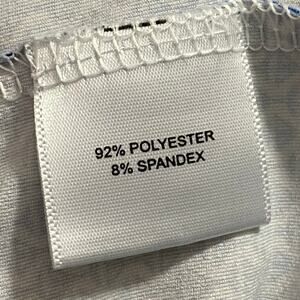 92% POLYESTER
8% SPANDEX